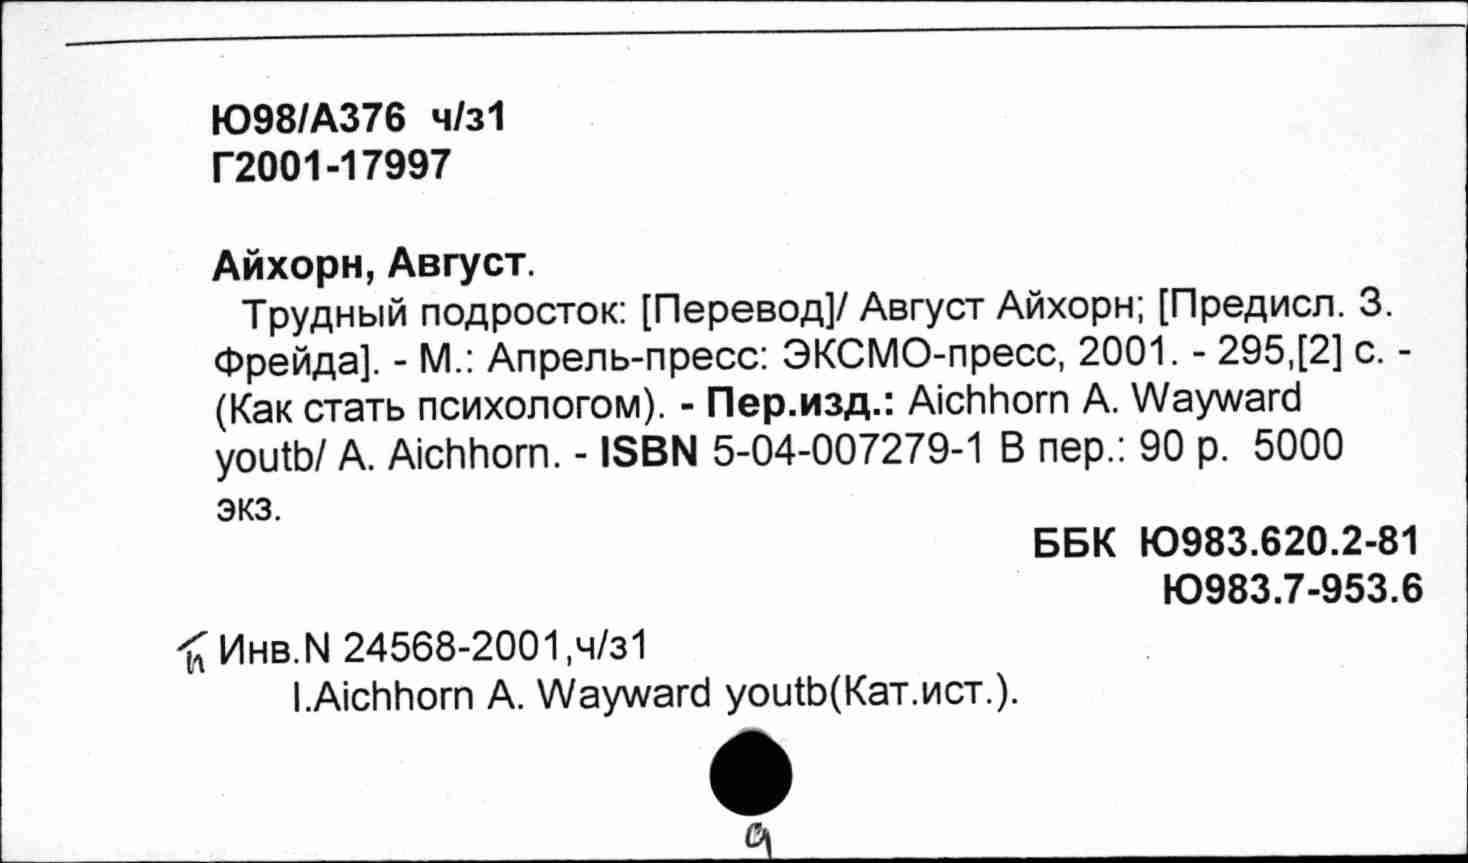 Ю98/А376 ч/з1
Г2001-17997
Айхорн, Август.
Трудный подросток: [Перевод]/ Август Айхорн; [Предисл. З.
Фрейда]. - М.: Апрель-пресс: ЭКСМО-пресс, 2001. - 295,[2] с. -
(Как стать психологом). - Пер.изд.: Aichhorn A. Wayward
youtb/ A. Aichhorn. - ISBN 5-04-007279-1 В пер.: 90 р. 5000
экз.
ББК Ю983.620.2-81
Ю983.7-953.6
Инв.N 24568-2001,ч/з1
I.Aichhorn A. Wayward youtb(Кат.ист.).